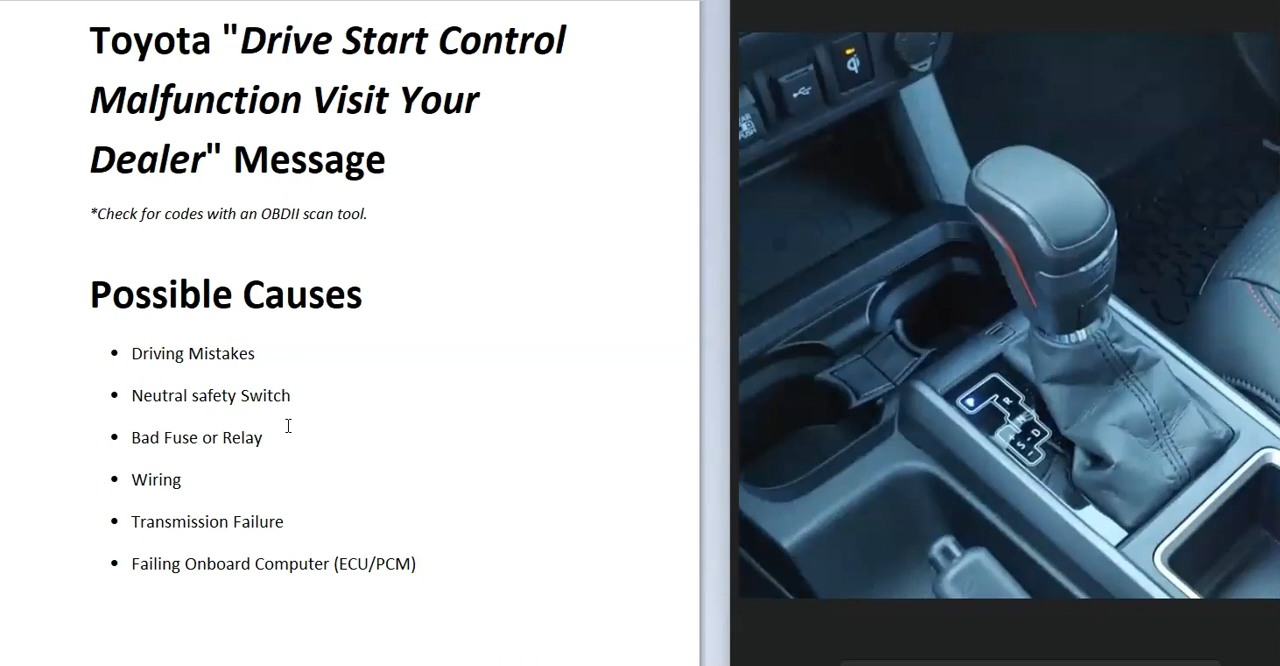 Toyota "Drive Start Control
Malfunction Visit Your
Dealer" Message
*Check for codes with an OBDII scan tool.
Possible Causes
• Driving Mistakes
• Neutral safety Switch
• Bad Fuse or Relay
• Wiring
• Transmission Failure
• Failing Onboard Computer (ECU/PCM)
PUSH
R
D
S